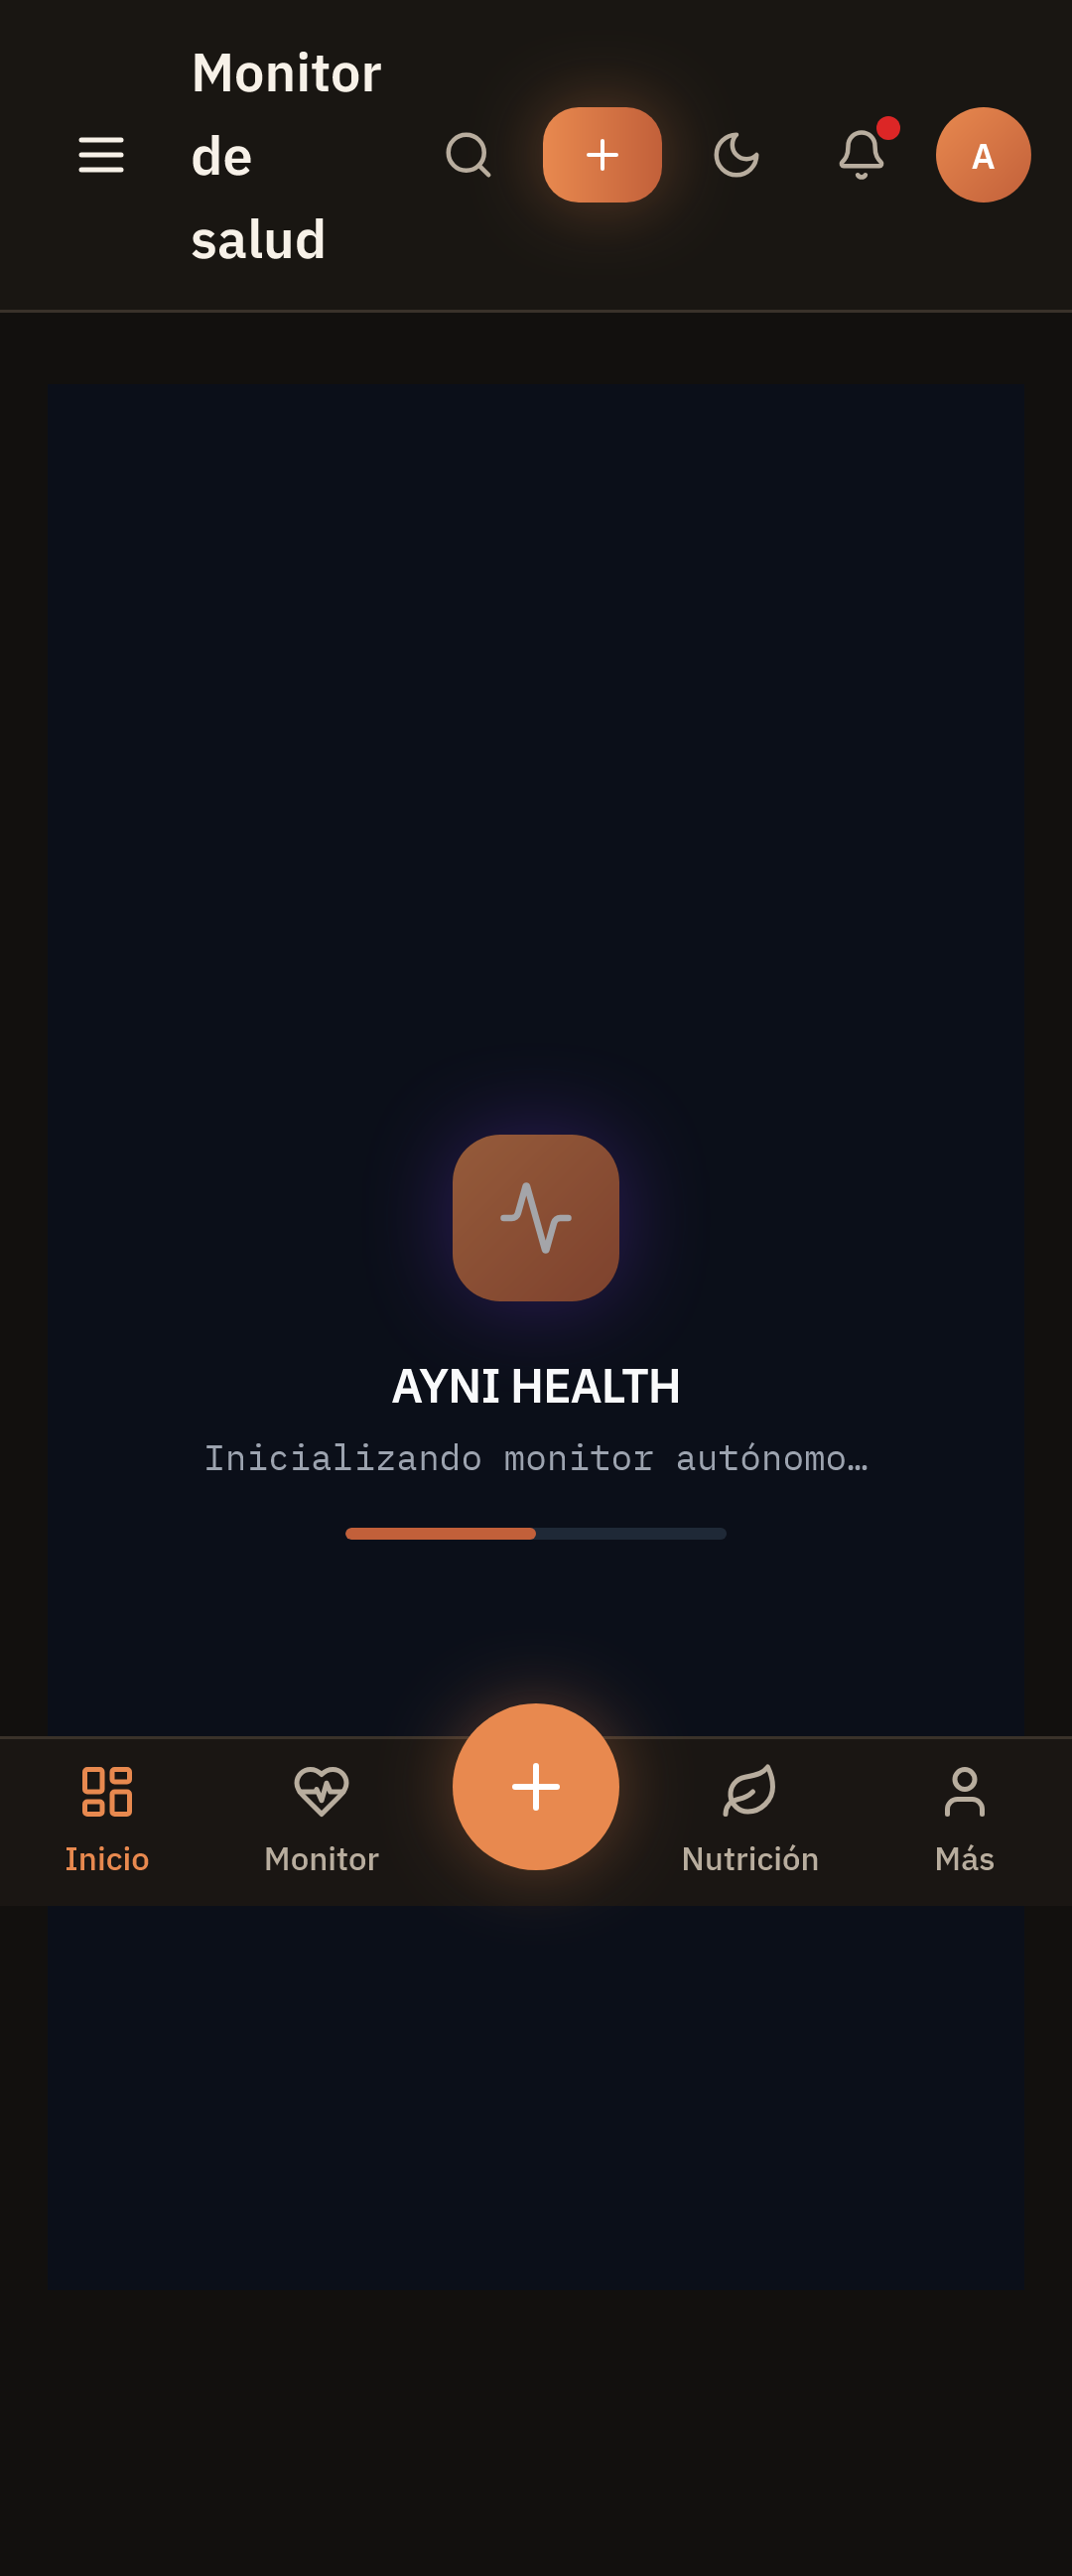 Monitor
de
salud
A
AYNI HEALTH
Inicializando monitor autónomo…
Inicio
Monitor
Nutrición
Más